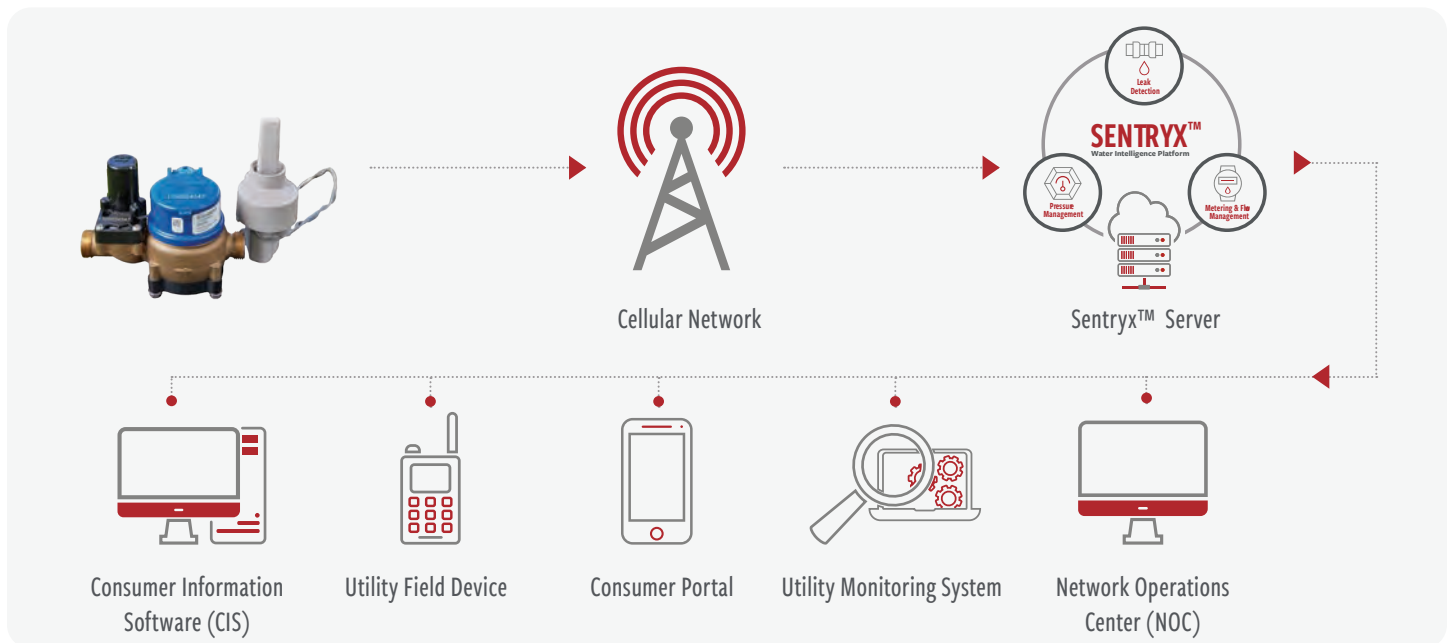 Leak
Detection
SENTRYX™
Water Intelligence Platform
Pressure
Management
Metering & Flow
Management
Cellular Network
Sentryx™ Server
Consumer Information
Software (CIS)
Utility Field Device
Consumer Portal
Utility Monitoring System
Network Operations
Center (NOC)